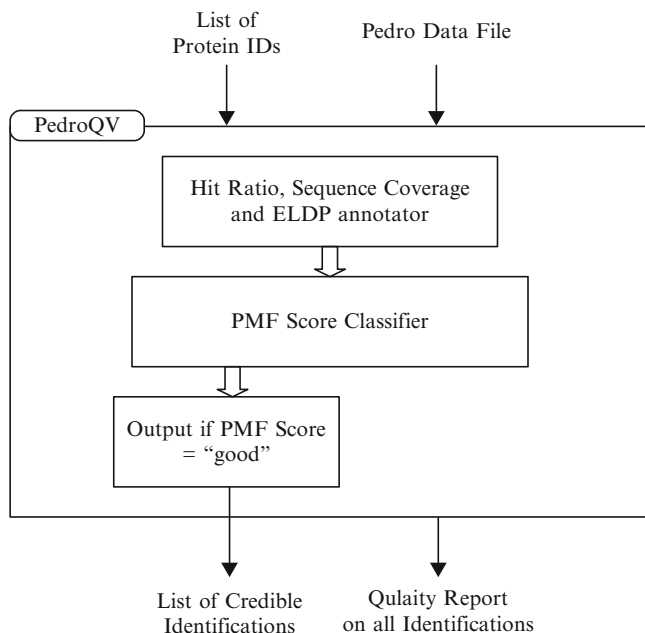 List of
Protein IDs
Pedro Data File
PedroQV
Hit Ratio, Sequence Coverage
and ELDP annotator
PMF Score Classifier
Output if PMF Score
= “good”
List of Credible
Identifications
Qulaity Report
on all Identifications